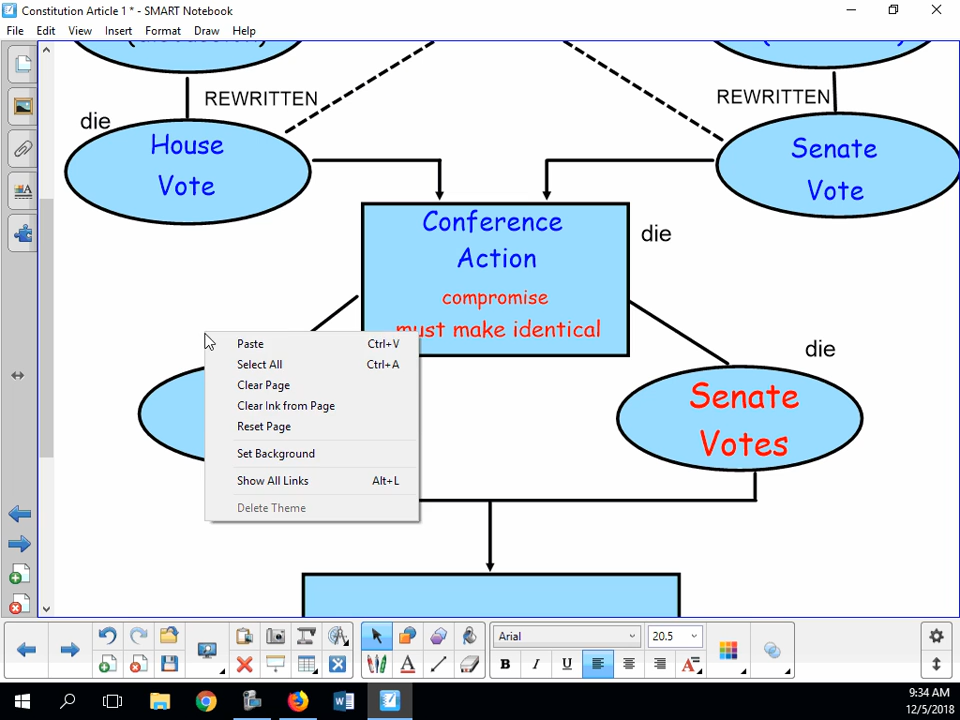 Constitution Article 1 * - SMART Notebook
File Edit View Insert Format Draw Help
REWRITTEN
REWRITTEN
die
House
Vote
Senate
Vote
Conference
Action
die
compromise
must make identical
Paste Ctrl+V
Select All Ctrl+A
Clear Page
Clear Ink from Page
Reset Page
Set Background
Show All Links Alt+L
Delete Theme
die
Senate
Votes
Arial
20.5
B I U
9:34 AM
12/5/2018